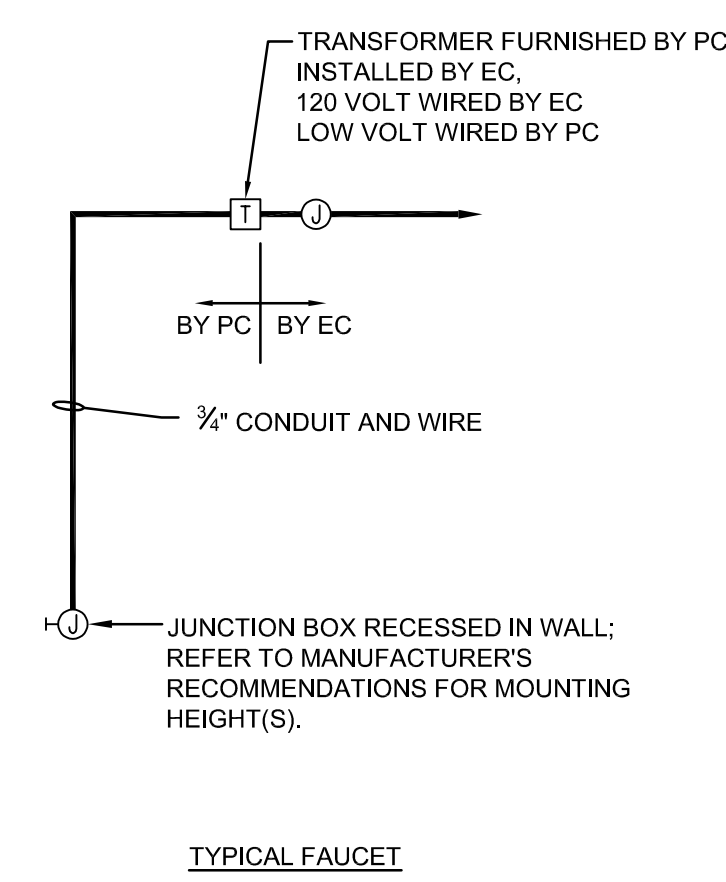 TRANSFORMER FURNISHED BY PC
INSTALLED BY EC,
120 VOLT WIRED BY EC
LOW VOLT WIRED BY PC
T
J
BY PC
BY EC
¾" CONDUIT AND WIRE
J
JUNCTION BOX RECESSED IN WALL;
REFER TO MANUFACTURER'S
RECOMMENDATIONS FOR MOUNTING
HEIGHT(S).
TYPICAL FAUCET